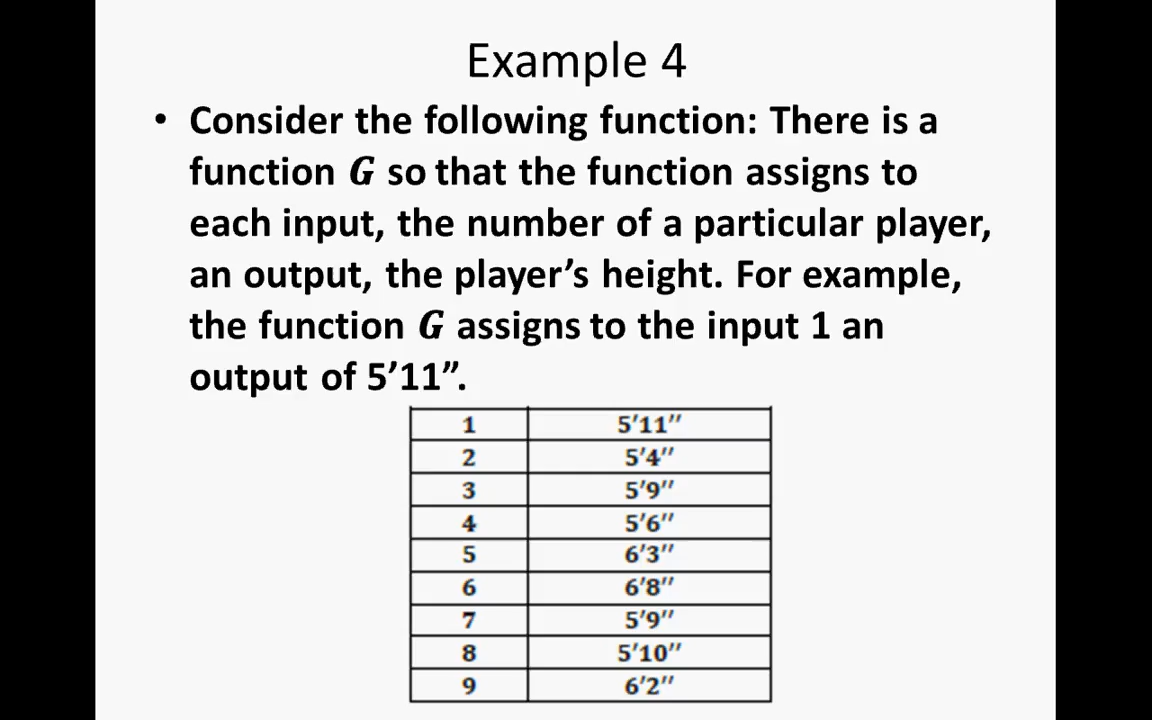 Example 4
• Consider the following function: There is a
function G so that the function assigns to
each input, the number of a particular player,
an output, the player’s height. For example,
the function G assigns to the input 1 an
output of 5’11”.
1 5′11′′
2 5′4′′
3 5′9′′
4 5′6′′
5 6′3′′
6 6′8′′
7 5′9′′
8 5′10′′
9 6′2′′